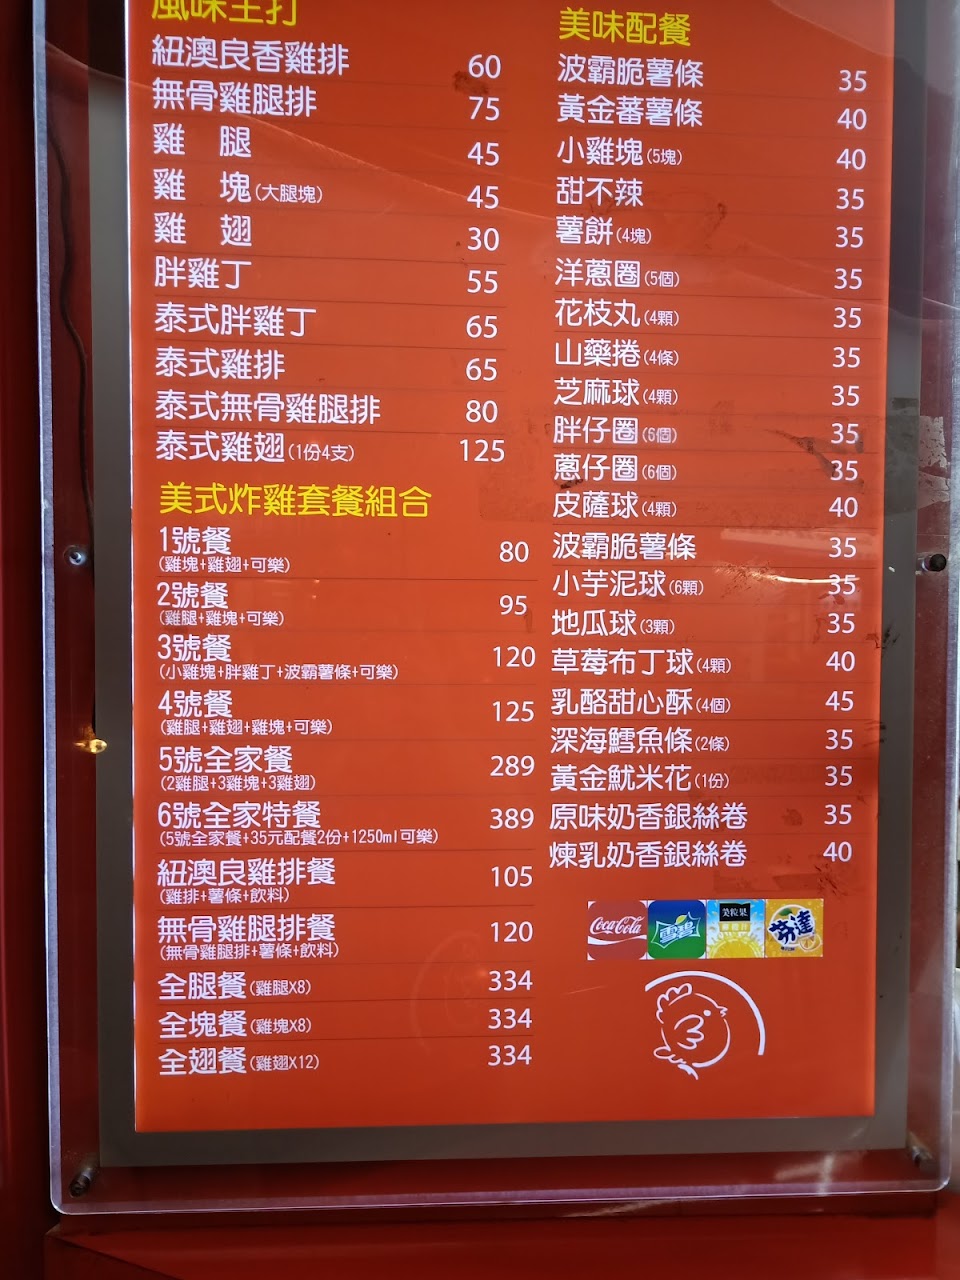 風味主打
紐澳良香雞排 60
無骨雞腿排 75
雞 腿 45
雞 塊(大腿塊) 45
雞 翅 30
胖雞丁 55
泰式胖雞丁 65
泰式雞排 65
泰式無骨雞腿排 80
泰式雞翅(1份4支) 125
美式炸雞套餐組合
1號餐 80
(雞塊+雞翅+可樂)
2號餐 95
(雞腿+雞塊+可樂)
3號餐 120
(小雞塊+胖雞丁+波霸薯條+可樂)
4號餐 125
(雞腿+雞翅+雞塊+可樂)
5號全家餐 289
(2雞腿+3雞塊+3雞翅)
6號全家特餐 389
(5號全家餐+35元配餐2份+1250ml可樂)
紐澳良雞排餐 105
(雞排+薯條+飲料)
無骨雞腿排餐 120
(無骨雞腿排+薯條+飲料)
全腿餐(雞腿X8) 334
全塊餐(雞塊X8) 334
全翅餐(雞翅X12) 334
美味配餐
波霸脆薯條 35
黃金蕃薯條 40
小雞塊(5塊) 40
甜不辣 35
薯餅(4塊) 35
洋蔥圈(5個) 35
花枝丸(4顆) 35
山藥捲(4條) 35
芝麻球(4顆) 35
胖仔圈(6個) 35
蔥仔圈(6個) 35
皮薩球(4顆) 40
波霸脆薯條 35
小芋泥球(6顆) 35
地瓜球(3顆) 35
草莓布丁球(4顆) 40
乳酪甜心酥(4個) 45
深海鱈魚條(2條) 35
黃金魷米花(1份) 35
原味奶香銀絲卷 35
煉乳奶香銀絲卷 40
Coca-Cola
雪碧
美粒果
芬達